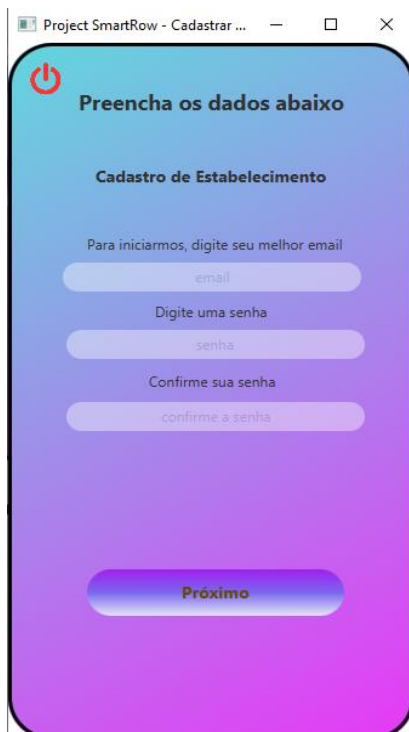 Project SmartRow - Cadastrar ...
Preencha os dados abaixo
Cadastro de Estabelecimento
Para iniciarmos, digite seu melhor email
email
Digite uma senha
senha
Confirme sua senha
confirme a senha
Próximo